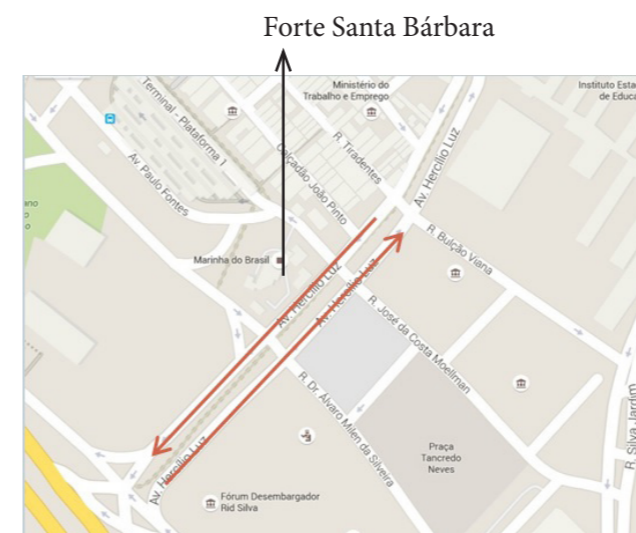 Forte Santa Bárbara
Ministério do
Trabalho e Emprego
Instituto Esta
de Educa
Terminal - Plataforma 1
R. Tiradentes
Av. Hercílio Luz
Calçadão João Pinto
Av. Paulo Fontes
R. Bulcão Viana
Marinha do Brasil
Av. Hercílio Luz
Av. Hercílio Luz
R. José da Costa Moellman
R. Dr. Álvaro Milen da Silveira
R. Silva Jardim
Praça
Tancredo
Neves
Av. Hercílio Luz
Fórum Desembargador
Rid Silva